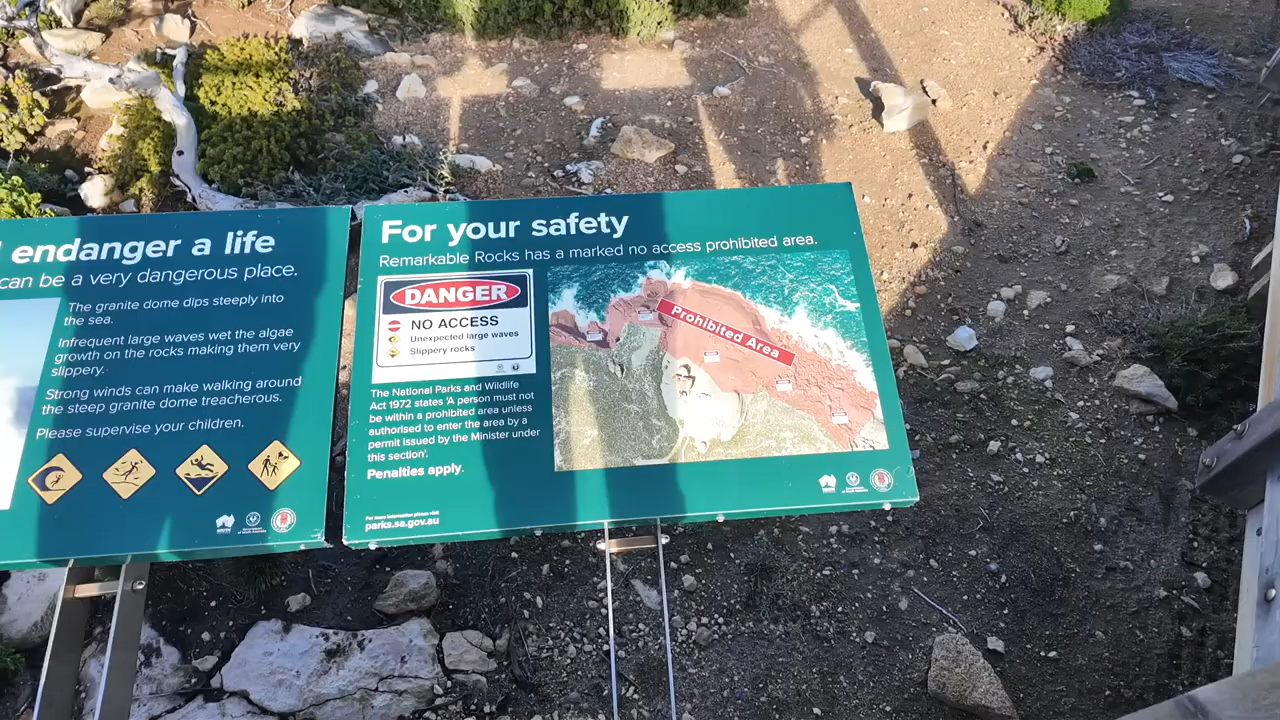 endanger a life
can be a very dangerous place.
The granite dome dips steeply into
the sea.
Infrequent large waves wet the algae
growth on the rocks making them very
slippery.
Strong winds can make walking around
the steep granite dome treacherous.
Please supervise your children.
For your safety
Remarkable Rocks has a marked no access prohibited area.
DANGER
NO ACCESS
Unexpected large waves
Slippery rocks
Prohibited Area
The National Parks and Wildlife
Act 1972 states 'A person must not
be within a prohibited area unless
authorised to enter the area by a
permit issued by the Minister under
this section'.
Penalties apply.
For more information please visit
parks.sa.gov.au